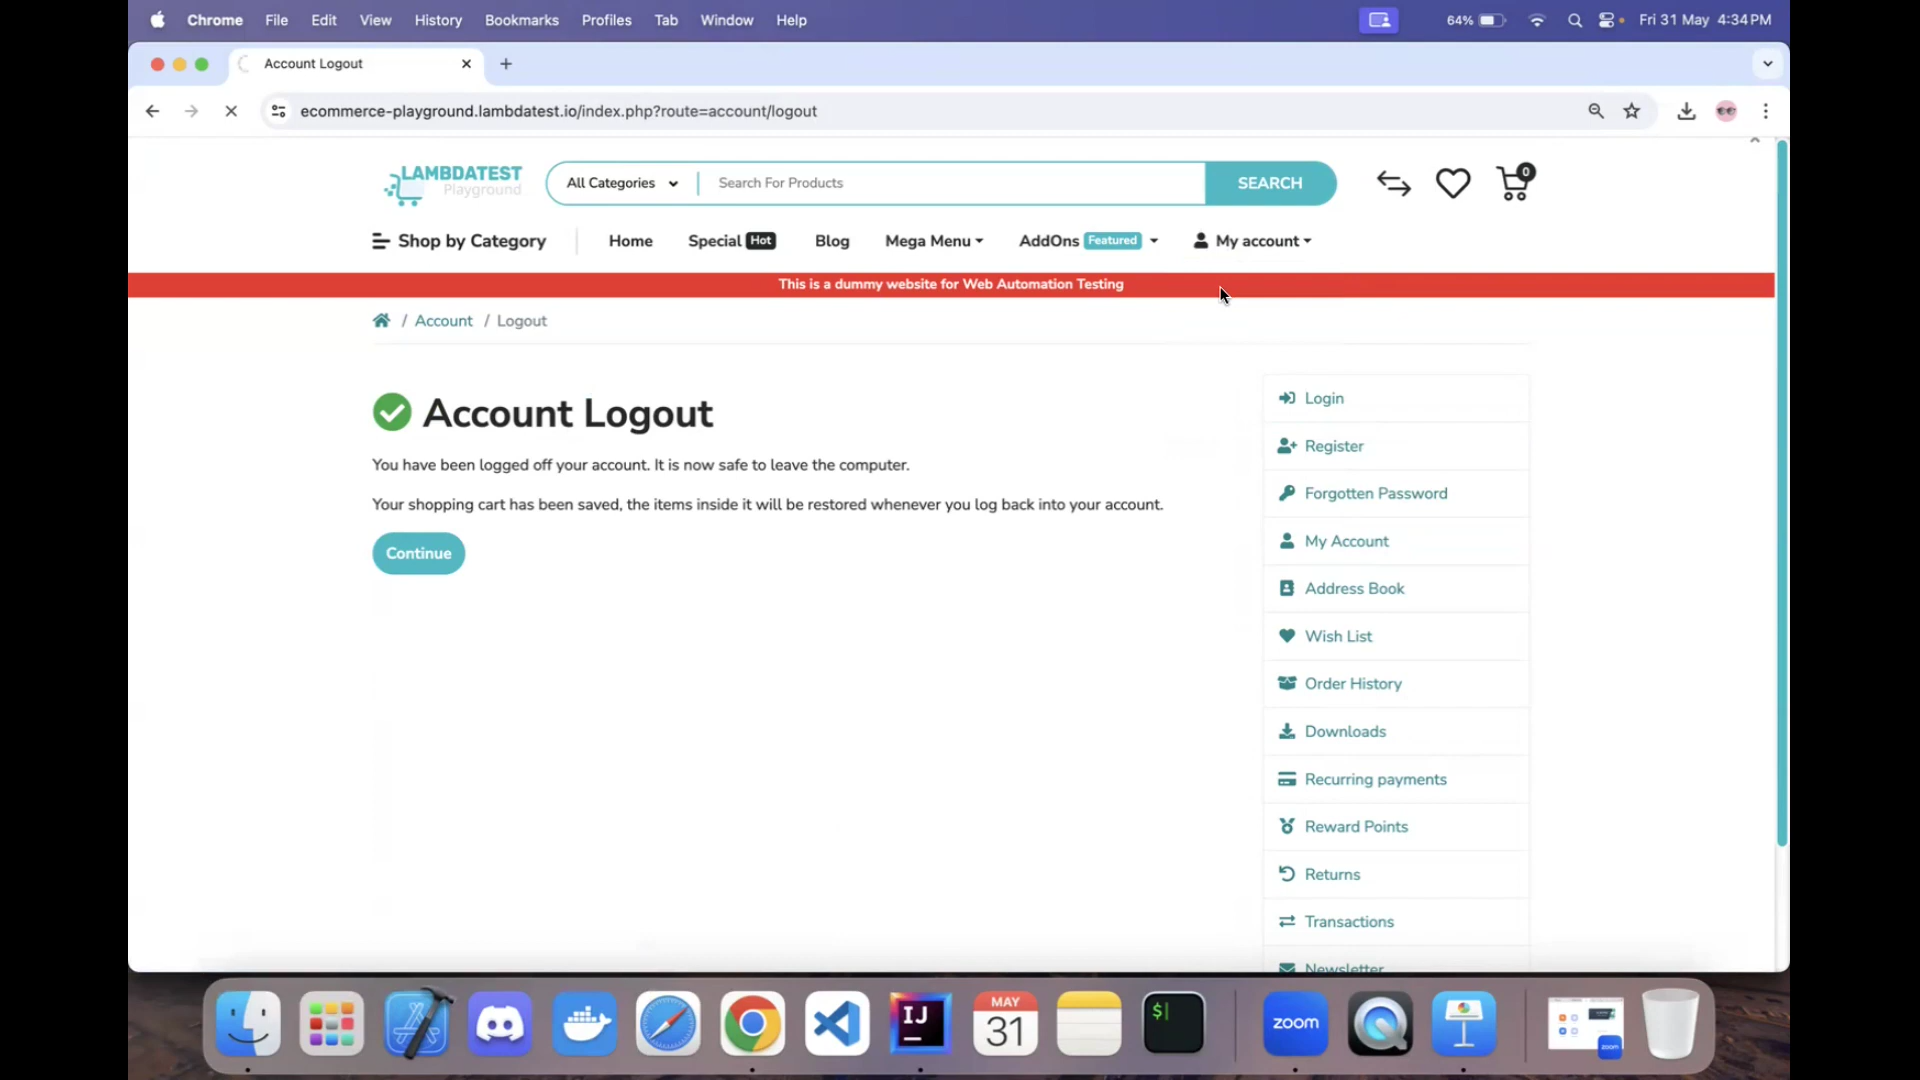 Chrome File Edit View History Bookmarks Profiles Tab Window Help 64% Fri 31 May 4:34 PM
Account Logout
ecommerce-playground.lambdatest.io/index.php?route=account/logout
LAMBDATEST
Playground
All Categories Search For Products SEARCH 0
Shop by Category Home Special Hot Blog Mega Menu AddOns Featured My account
This is a dummy website for Web Automation Testing
/ Account / Logout
Account Logout
You have been logged off your account. It is now safe to leave the computer.
Your shopping cart has been saved, the items inside it will be restored whenever you log back into your account.
Continue
Login
Register
Forgotten Password
My Account
Address Book
Wish List
Order History
Downloads
Recurring payments
Reward Points
Returns
Transactions
Newsletter
IJ
MAY
31
$
zoom
zoom